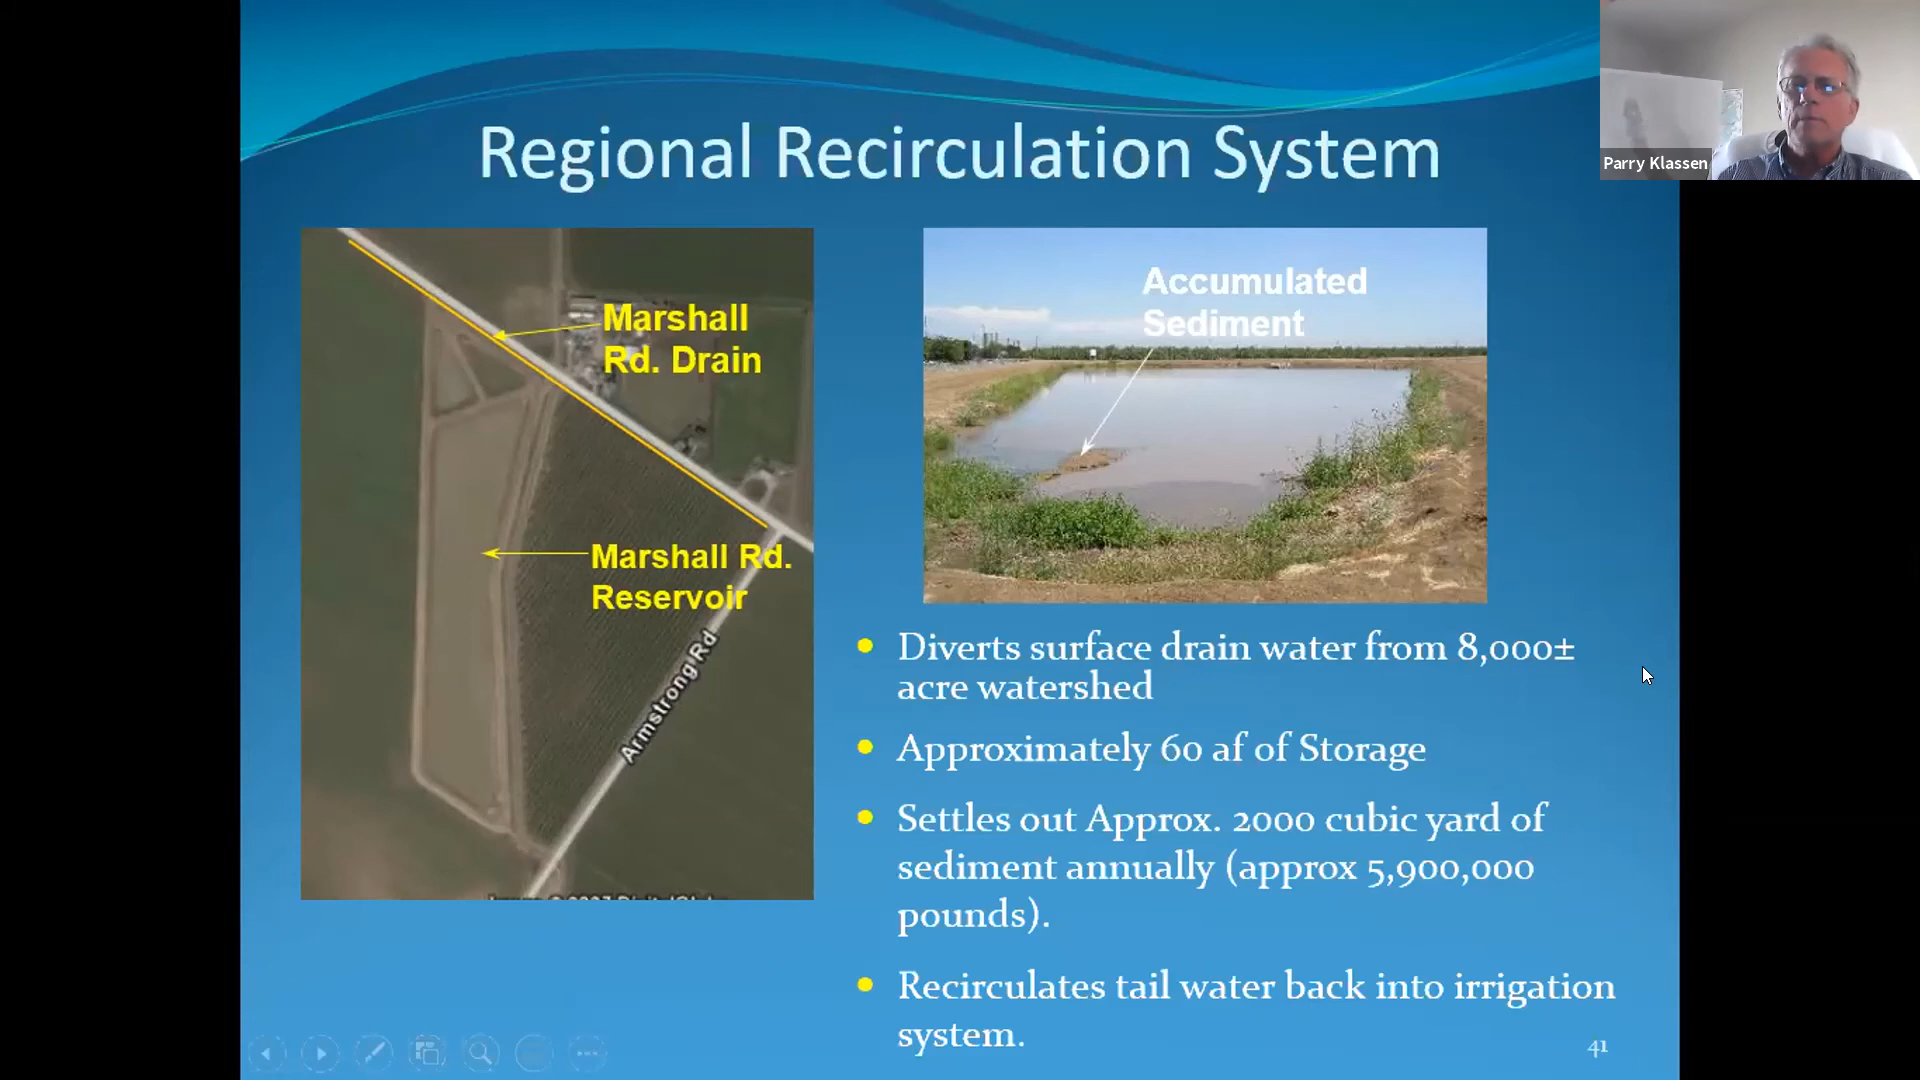 Regional Recirculation System
Parry Klassen
Marshall
Rd. Drain
Marshall Rd.
Reservoir
Armstrong Rd
Accumulated
Sediment
Diverts surface drain water from 8,000±
acre watershed
Approximately 60 af of Storage
Settles out Approx. 2000 cubic yard of
sediment annually (approx 5,900,000
pounds).
Recirculates tail water back into irrigation
system.
41